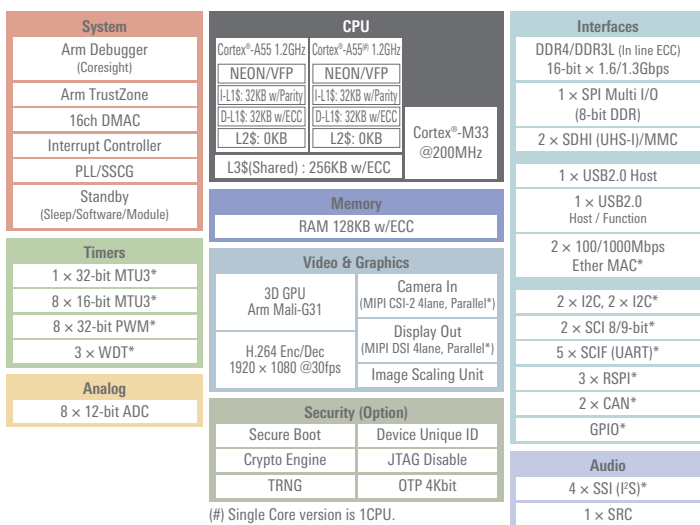 System
Arm Debugger
(Coresight)
Arm TrustZone
16ch DMAC
Interrupt Controller
PLL/SSCG
Standby
(Sleep/Software/Module)
Timers
1 × 32-bit MTU3*
8 × 16-bit MTU3*
8 × 32-bit PWM*
3 × WDT*
Analog
8 × 12-bit ADC
CPU
Cortex®-A55 1.2GHz
NEON/VFP
I-L1$: 32KB w/Parity
D-L1$: 32KB w/ECC
L2$: 0KB
Cortex®-A55(#) 1.2GHz
NEON/VFP
I-L1$: 32KB w/Parity
D-L1$: 32KB w/ECC
L2$: 0KB
L3$(Shared) : 256KB w/ECC
Cortex®-M33
@200MHz
Memory
RAM 128KB w/ECC
Video & Graphics
3D GPU
Arm Mali-G31
H.264 Enc/Dec
1920 × 1080 @30fps
Camera In
(MIPI CSI-2 4lane, Parallel*)
Display Out
(MIPI DSI 4lane, Parallel*)
Image Scaling Unit
Security (Option)
Secure Boot
Device Unique ID
Crypto Engine
JTAG Disable
TRNG
OTP 4Kbit
(#) Single Core version is 1CPU.
Interfaces
DDR4/DDR3L (In line ECC)
16-bit × 1.6/1.3Gbps
1 × SPI Multi I/O
(8-bit DDR)
2 × SDHI (UHS-I)/MMC
1 × USB2.0 Host
1 × USB2.0
Host / Function
2 × 100/1000Mbps
Ether MAC*
2 × I2C, 2 × I2C*
2 × SCI 8/9-bit*
5 × SCIF (UART)*
3 × RSPI*
2 × CAN*
GPIO*
Audio
4 × SSI (I²S)*
1 × SRC